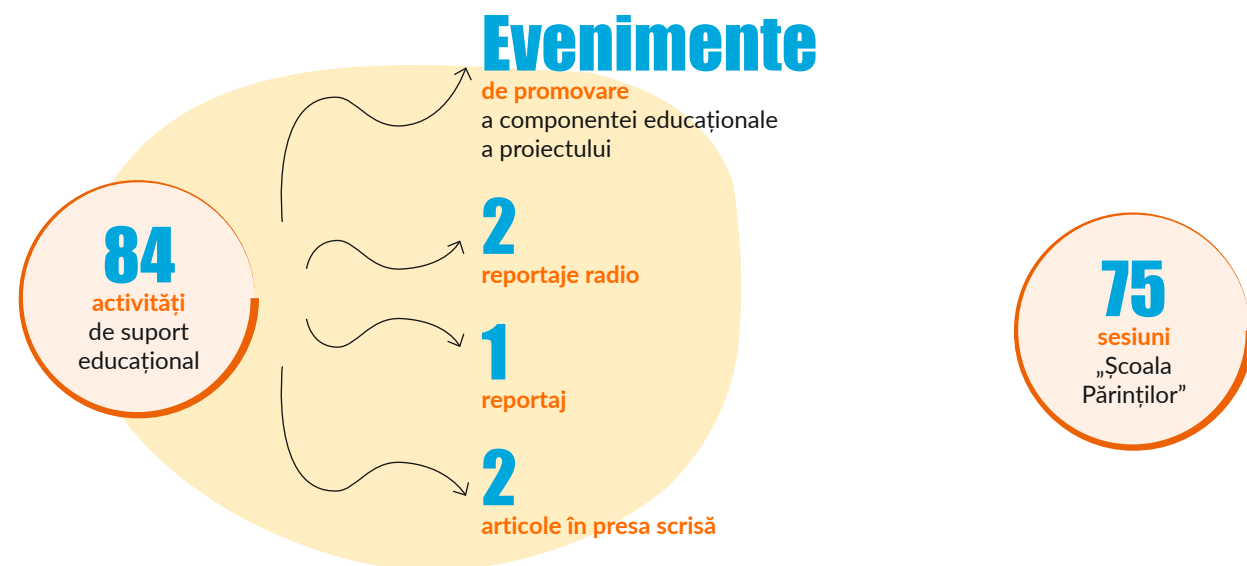 84
activități
de suport
educațional
Evenimente
de promovare
a componentei educaționale
a proiectului
2
reportaje radio
1
reportaj
2
articole în presa scrisă
75
sesiuni
„Școala
Părinților”